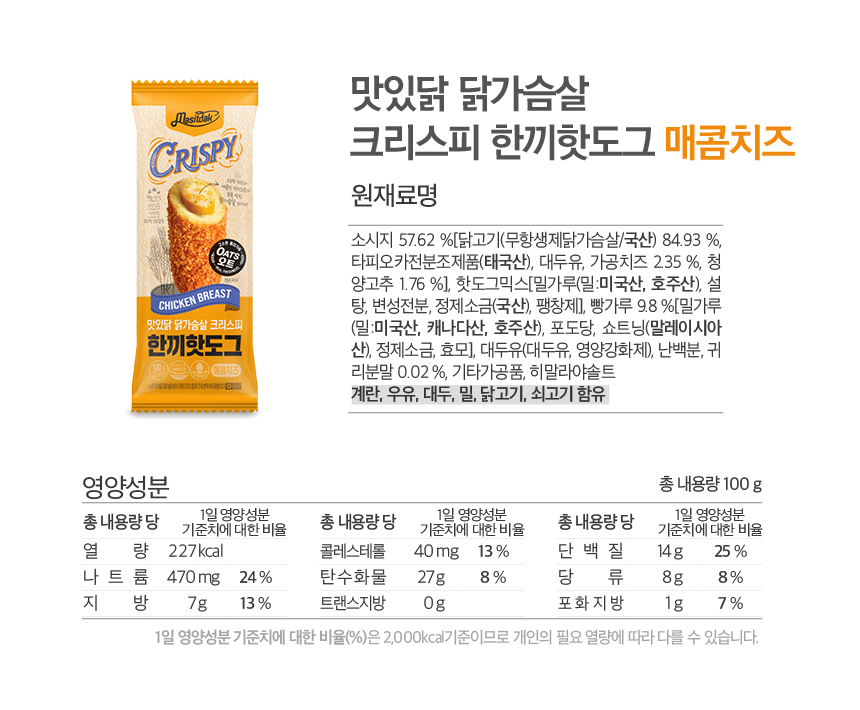 맛있닭 닭가슴살
크리스피 한끼핫도그 매콤치즈
원재료명
소시지 57.62 %[닭고기(무항생제닭가슴살/국산) 84.93 %,
타피오카전분조제품(태국산), 대두유, 가공치즈 2.35 %, 청
양고추 1.76 %], 핫도그믹스[밀가루(밀:미국산, 호주산), 설
탕, 변성전분, 정제소금(국산), 팽창제], 빵가루 9.8 %[밀가루
(밀:미국산, 캐나다산, 호주산), 포도당, 쇼트닝(말레이시아
산), 정제소금, 효모], 대두유(대두유, 영양강화제), 난백분, 귀
리분말 0.02 %, 기타가공품, 히말라야솔트
계란, 우유, 대두, 밀, 닭고기, 쇠고기 함유
Masitdak
CRISPY
OATS
오트
CHICKEN BREAST
맛있닭 닭가슴살 크리스피
한끼핫도그
매콤치즈
영양성분
총 내용량 100 g
총 내용량 당 1일 영양성분 기준치에 대한 비율
열 량 227 kcal
나 트 륨 470 mg 24 %
지 방 7 g 13 %
총 내용량 당 1일 영양성분 기준치에 대한 비율
콜레스테롤 40 mg 13 %
탄수화물 27 g 8 %
트랜스지방 0 g
총 내용량 당 1일 영양성분 기준치에 대한 비율
단 백 질 14 g 25 %
당 류 8 g 8 %
포화지방 1 g 7 %
1일 영양성분 기준치에 대한 비율(%)은 2,000kcal기준이므로 개인의 필요 열량에 따라 다를 수 있습니다.